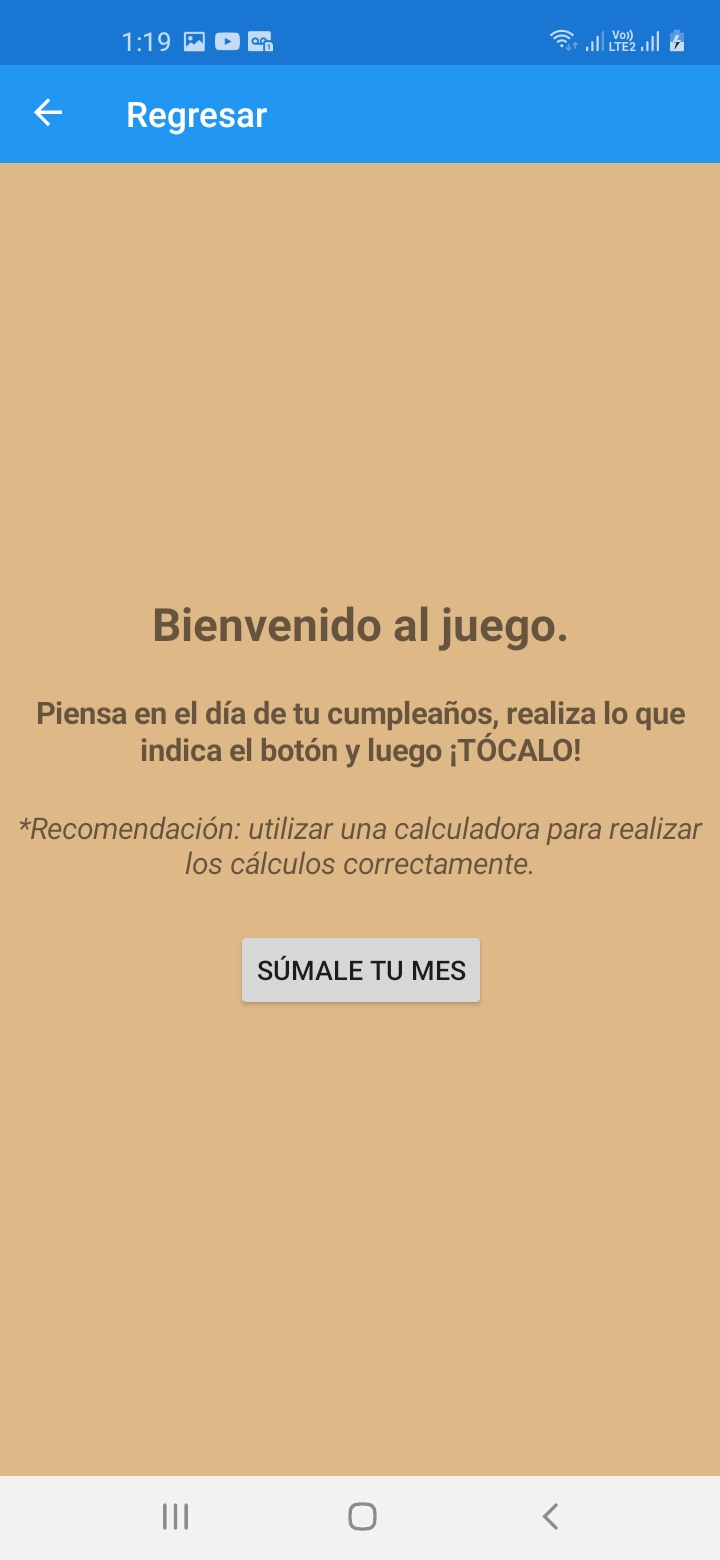 1:19
Vo))
LTE2
Regresar
Bienvenido al juego.
Piensa en el día de tu cumpleaños, realiza lo que
indica el botón y luego ¡TÓCALO!
*Recomendación: utilizar una calculadora para realizar
los cálculos correctamente.
SÚMALE TU MES